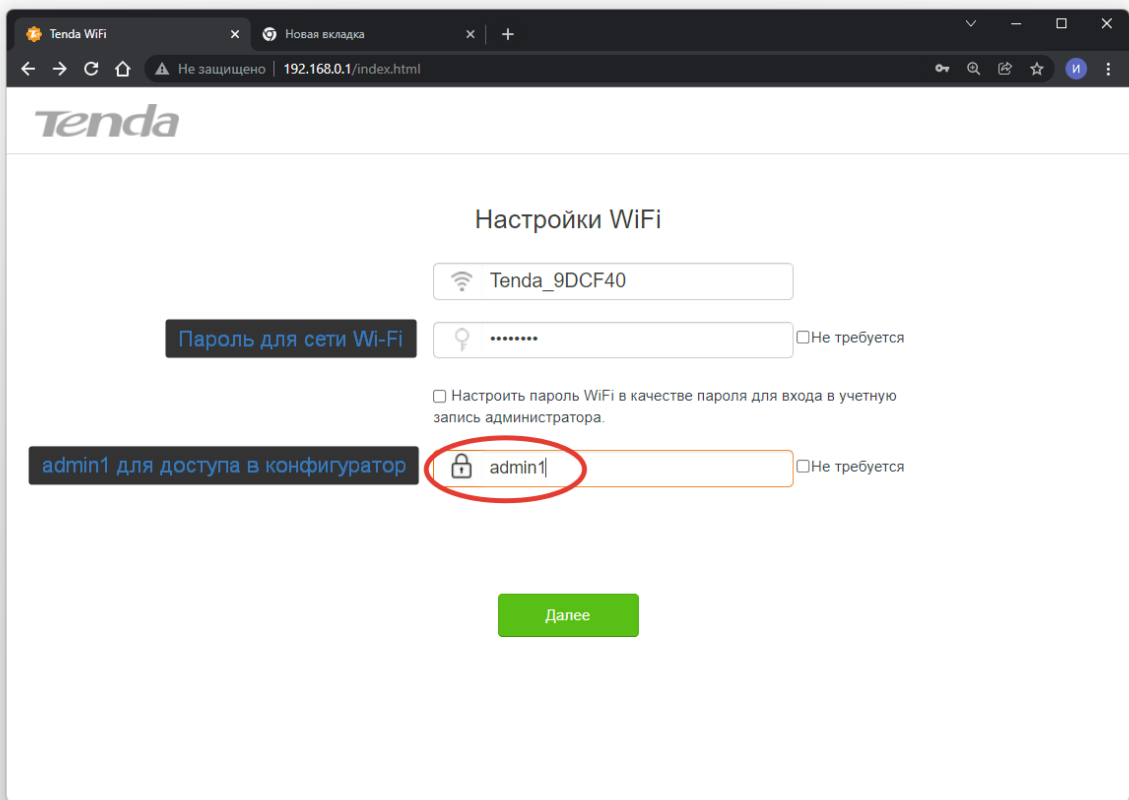 Tenda WiFi
Новая вкладка
Не защищено 192.168.0.1/index.html
И
Tenda
Настройки WiFi
Tenda_9DCF40
Пароль для сети Wi-Fi
••••••••
Не требуется
Настроить пароль WiFi в качестве пароля для входа в учетную
запись администратора.
admin1 для доступа в конфигуратор
admin1
Не требуется
Далее